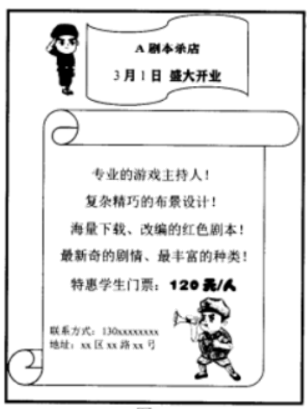 A 剧本杀店
3月1日 盛大开业
专业的游戏主持人！
复杂精巧的布景设计！
海量下载、改编的红色剧本！
最新奇的剧情、最丰富的种类！
特惠学生门票：120元/人
联系方式：130xxxxxxxx
地址：xx区xx路xx号